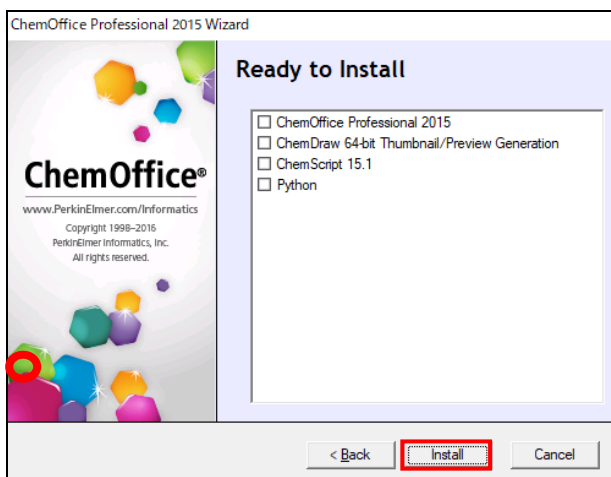 ChemOffice Professional 2015 Wizard
Ready to Install
ChemOffice Professional 2015
ChemDraw 64-bit Thumbnail/Preview Generation
ChemScript 15.1
Python
ChemOffice®
www.PerkinElmer.com/Informatics
Copyright 1998-2016
PerkinElmer Informatics, Inc.
All rights reserved.
< Back
Install
Cancel